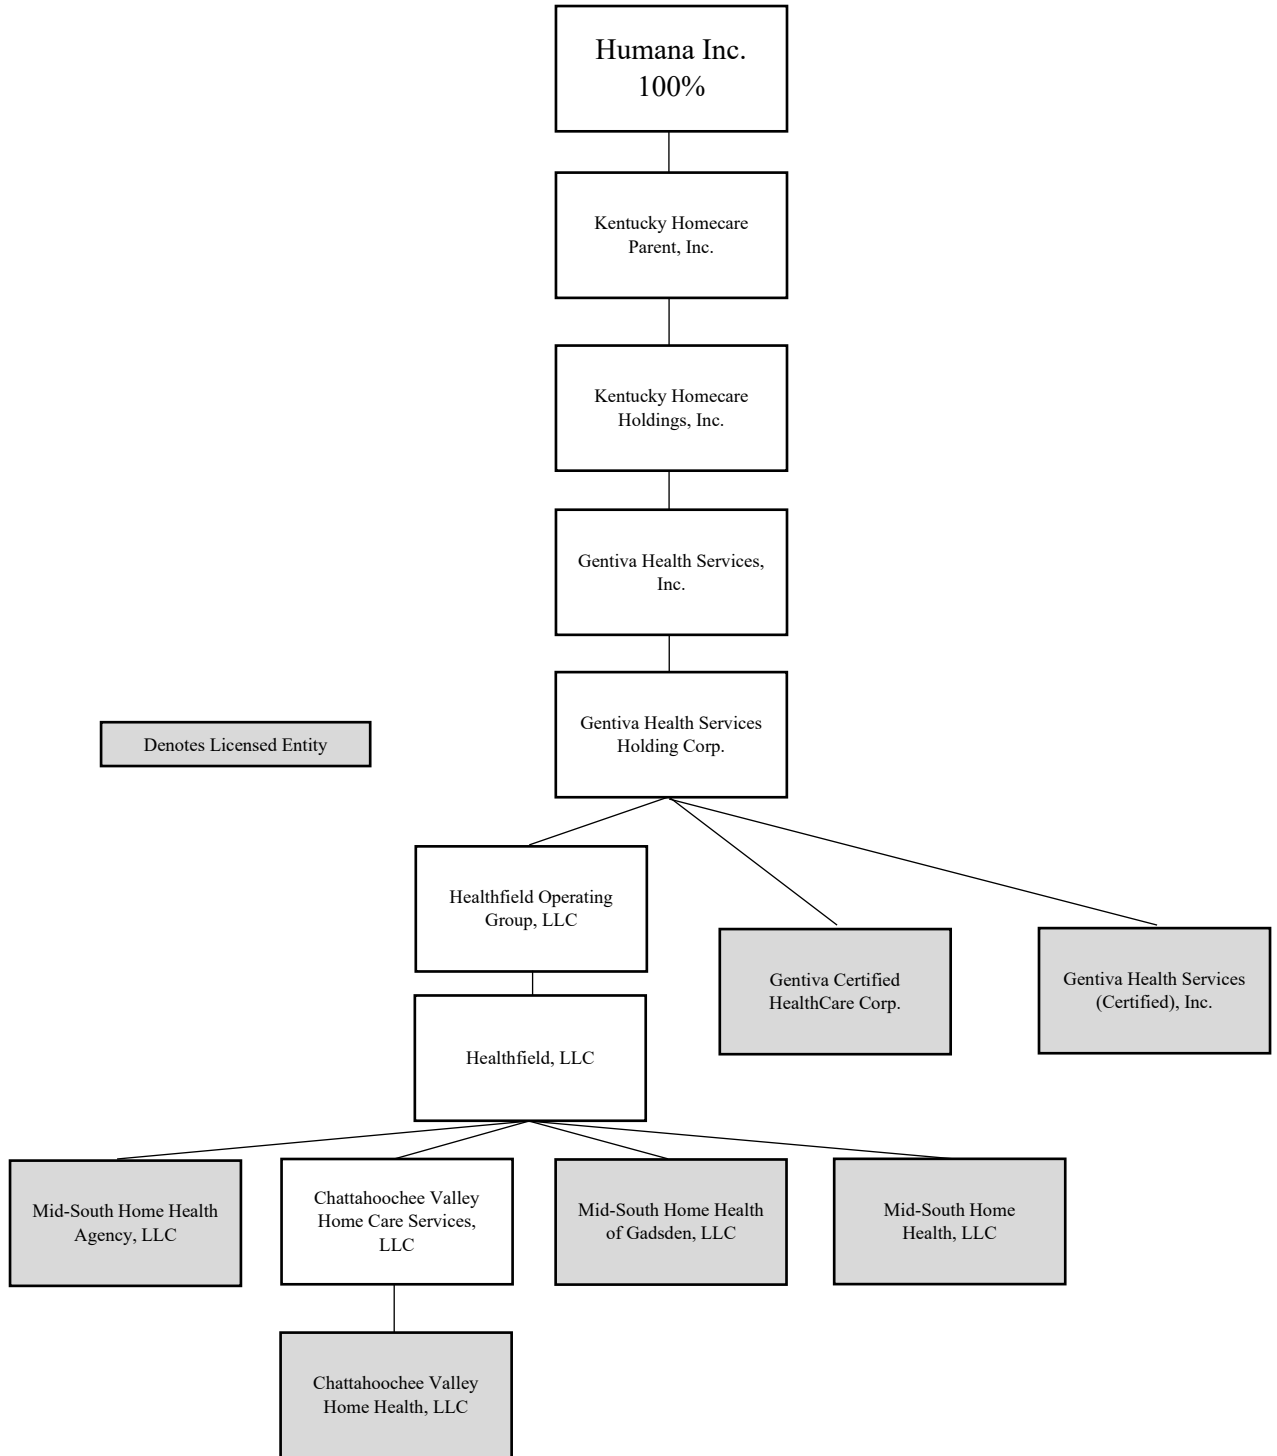 Humana Inc.
100%
Kentucky Homecare
Parent, Inc.
Kentucky Homecare
Holdings, Inc.
Gentiva Health Services,
Inc.
Gentiva Health Services
Holding Corp.
Denotes Licensed Entity
Healthfield Operating
Group, LLC
Gentiva Certified
HealthCare Corp.
Gentiva Health Services
(Certified), Inc.
Healthfield, LLC
Mid-South Home Health
Agency, LLC
Chattahoochee Valley
Home Care Services,
LLC
Mid-South Home Health
of Gadsden, LLC
Mid-South Home
Health, LLC
Chattahoochee Valley
Home Health, LLC